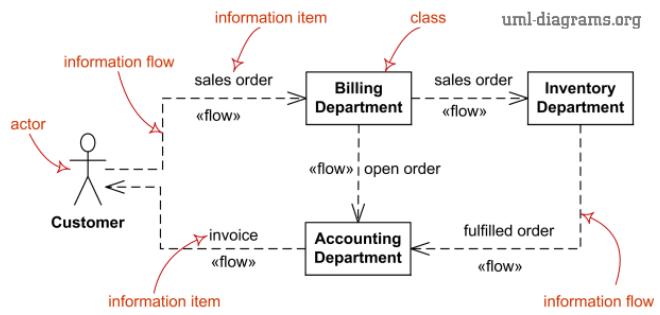 information item
class
uml-diagrams.org
information flow
sales order
Billing
Department
sales order
Inventory
Department
«flow»
«flow»
actor
«flow» open order
Customer
invoice
Accounting
Department
fulfilled order
«flow»
«flow»
information item
information flow